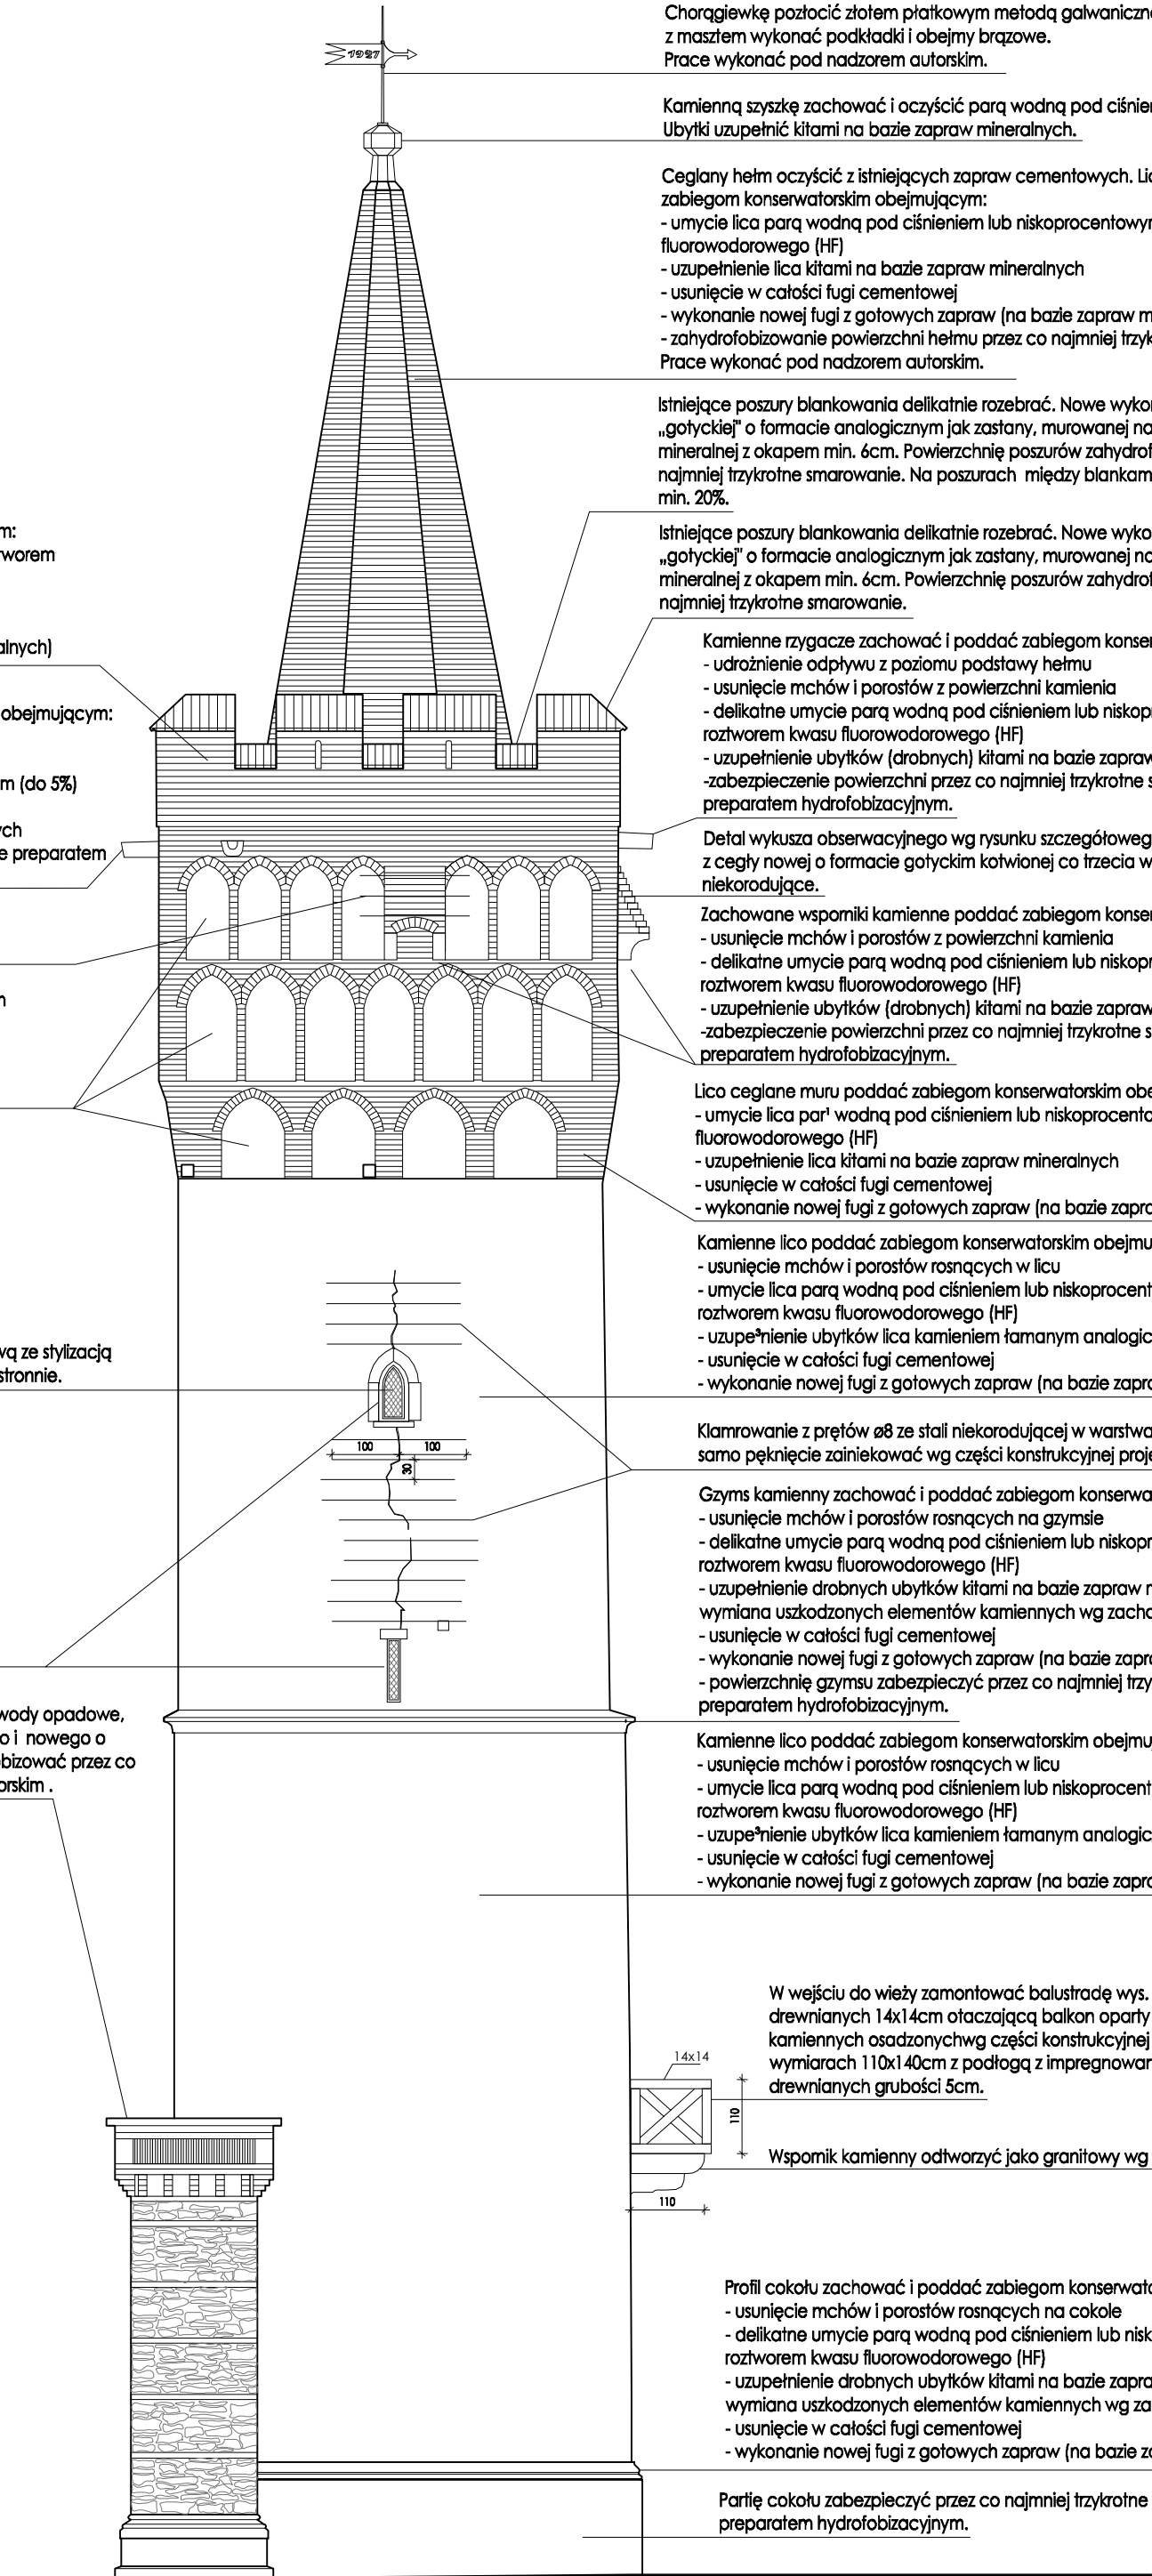 1927
Chorągiewkę pozłocić złotem płatkowym metodą galwaniczn
z masztem wykonać podkładki i obejmy brązowe.
Prace wykonać pod nadzorem autorskim.
Kamienną szyszkę zachować i oczyścić parą wodną pod ciśnie
Ubytki uzupełnić kitami na bazie zapraw mineralnych.
Ceglany hełm oczyścić z istniejących zapraw cementowych. Lic
zabiegom konserwatorskim obejmującym:
- umycie lica parą wodną pod ciśnieniem lub niskoprocentowym
fluorowodorowego (HF)
- uzupełnienie lica kitami na bazie zapraw mineralnych
- usunięcie w całości fugi cementowej
- wykonanie nowej fugi z gotowych zapraw (na bazie zapraw m
- zahydrofobizowanie powierzchni hełmu przez co najmniej trzyk
Prace wykonać pod nadzorem autorskim.
Istniejące poszury blankowania delikatnie rozebrać. Nowe wyko
„gotyckiej" o formacie analogicznym jak zastany, murowanej na
mineralnej z okapem min. 6cm. Powierzchnię poszurów zahydrof
najmniej trzykrotne smarowanie. Na poszurach między blankam
min. 20%.
Istniejące poszury blankowania delikatnie rozebrać. Nowe wyko
„gotyckiej" o formacie analogicznym jak zastany, murowanej na
mineralnej z okapem min. 6cm. Powierzchnię poszurów zahydrof
najmniej trzykrotne smarowanie.
Kamienne rzygacze zachować i poddać zabiegom konser
- udrożnienie odpływu z poziomu podstawy hełmu
- usunięcie mchów i porostów z powierzchni kamienia
- delikatne umycie parą wodną pod ciśnieniem lub niskopr
roztworem kwasu fluorowodorowego (HF)
- uzupełnienie ubytków (drobnych) kitami na bazie zapraw
-zabezpieczenie powierzchni przez co najmniej trzykrotne s
preparatem hydrofobizacyjnym.
Detal wykusza obserwacyjnego wg rysunku szczegółoweg
z cegły nowej o formacie gotyckim kotwionej co trzecia w
niekorodujące.
Zachowane wsporniki kamienne poddać zabiegom konser
- usunięcie mchów i porostów z powierzchni kamienia
- delikatne umycie parą wodną pod ciśnieniem lub niskopr
roztworem kwasu fluorowodorowego (HF)
- uzupełnienie ubytków (drobnych) kitami na bazie zapraw
-zabezpieczenie powierzchni przez co najmniej trzykrotne s
preparatem hydrofobizacyjnym.
Lico ceglane muru poddać zabiegom konserwatorskim obe
- umycie lica par¹ wodną pod ciśnieniem lub niskoprocento
fluorowodorowego (HF)
- uzupełnienie lica kitami na bazie zapraw mineralnych
- usunięcie w całości fugi cementowej
- wykonanie nowej fugi z gotowych zapraw (na bazie zapra
Kamienne lico poddać zabiegom konserwatorskim obejmu
- usunięcie mchów i porostów rosnących w licu
- umycie lica parą wodną pod ciśnieniem lub niskoprocent
roztworem kwasu fluorowodorowego (HF)
- uzupe³nienie ubytków lica kamieniem łamanym analogic
- usunięcie w całości fugi cementowej
- wykonanie nowej fugi z gotowych zapraw (na bazie zapra
Klamrowanie z prętów ø8 ze stali niekorodującej w warstwa
samo pęknięcie zainiekować wg części konstrukcyjnej proje
Gzyms kamienny zachować i poddać zabiegom konserwa
- usunięcie mchów i porostów rosnących na gzymsie
- delikatne umycie parą wodną pod ciśnieniem lub niskopr
roztworem kwasu fluorowodorowego (HF)
- uzupełnienie drobnych ubytków kitami na bazie zapraw m
wymiana uszkodzonych elementów kamiennych wg zacho
- usunięcie w całości fugi cementowej
- wykonanie nowej fugi z gotowych zapraw (na bazie zapra
- powierzchnię gzymsu zabezpieczyć przez co najmniej trzy
preparatem hydrofobizacyjnym.
Kamienne lico poddać zabiegom konserwatorskim obejmu
- usunięcie mchów i porostów rosnących w licu
- umycie lica parą wodną pod ciśnieniem lub niskoprocent
roztworem kwasu fluorowodorowego (HF)
- uzupe³nienie ubytków lica kamieniem łamanym analogic
- usunięcie w całości fugi cementowej
- wykonanie nowej fugi z gotowych zapraw (na bazie zapra
W wejściu do wieży zamontować balustradę wys.
drewnianych 14x14cm otaczającą balkon oparty
kamiennych osadzonychwg części konstrukcyjnej
wymiarach 110x140cm z podłogą z impregnowan
drewnianych grubości 5cm.
Wspornik kamienny odtworzyć jako granitowy wg
Profil cokołu zachować i poddać zabiegom konserwato
- usunięcie mchów i porostów rosnących na cokole
- delikatne umycie parą wodną pod ciśnieniem lub nisk
roztworem kwasu fluorowodorowego (HF)
- uzupełnienie drobnych ubytków kitami na bazie zapra
wymiana uszkodzonych elementów kamiennych wg za
- usunięcie w całości fugi cementowej
- wykonanie nowej fugi z gotowych zapraw (na bazie za
Partię cokołu zabezpieczyć przez co najmniej trzykrotne
preparatem hydrofobizacyjnym.
m:
worem
alnych)
obejmującym:
m (do 5%)
ych
e preparatem
m
wą ze stylizacją
stronnie.
wody opadowe,
o i nowego o
bizować przez co
orskim .
100
100
30
14x14
110
110